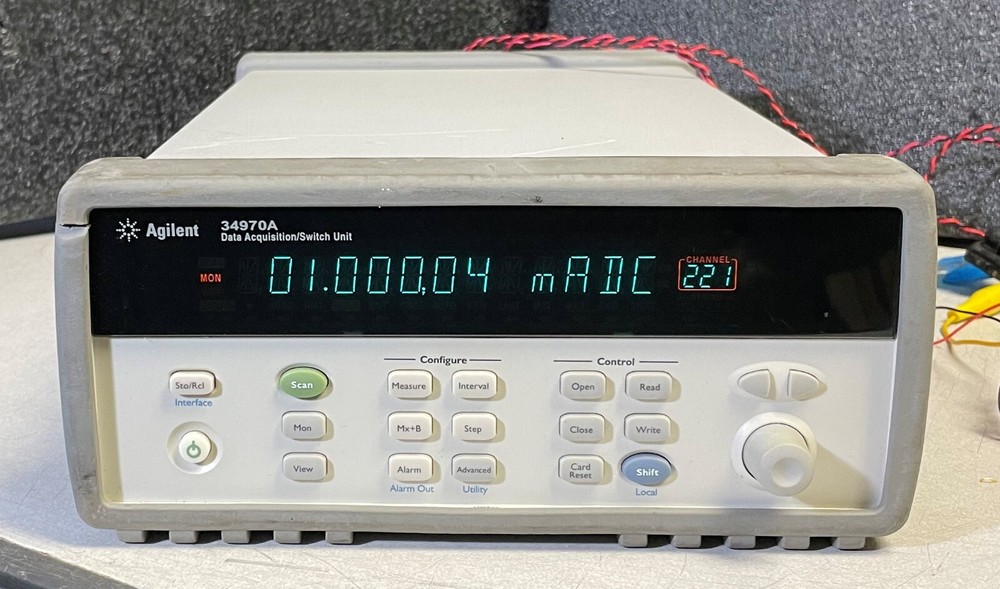 Agilent 34970A
Data Acquisition/Switch Unit
MON 01.000,04 mADC CHANNEL 221
Configure Control
Sto/Rcl Scan Measure Interval Open Read
Interface
Mon Mx+B Step Close Write
View Alarm Advanced Card Reset Shift
Alarm Out Utility Local